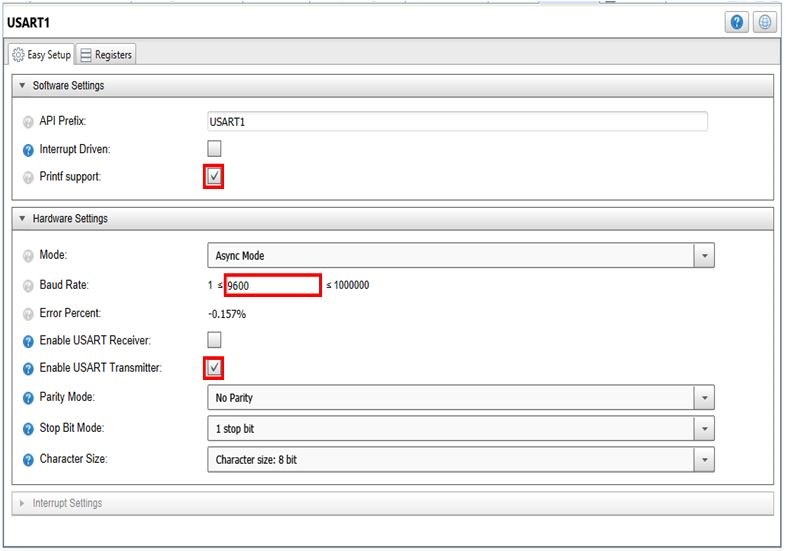 USART1
Easy Setup Registers
Software Settings
API Prefix: USART1
Interrupt Driven:
Printf support:
Hardware Settings
Mode: Async Mode
Baud Rate: 1 ≤ 9600 ≤ 1000000
Error Percent: -0.157%
Enable USART Receiver:
Enable USART Transmitter:
Parity Mode: No Parity
Stop Bit Mode: 1 stop bit
Character Size: Character size: 8 bit
Interrupt Settings